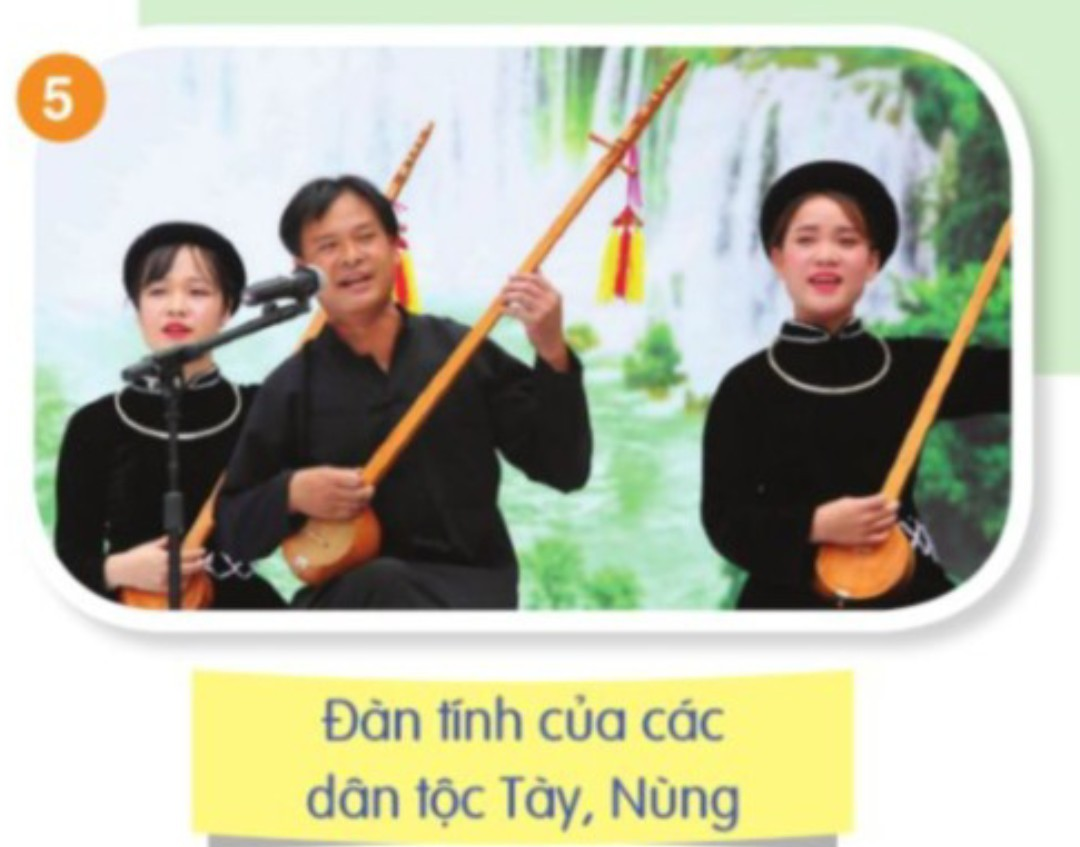 5
Đàn tính của các
dân tộc Tày, Nùng